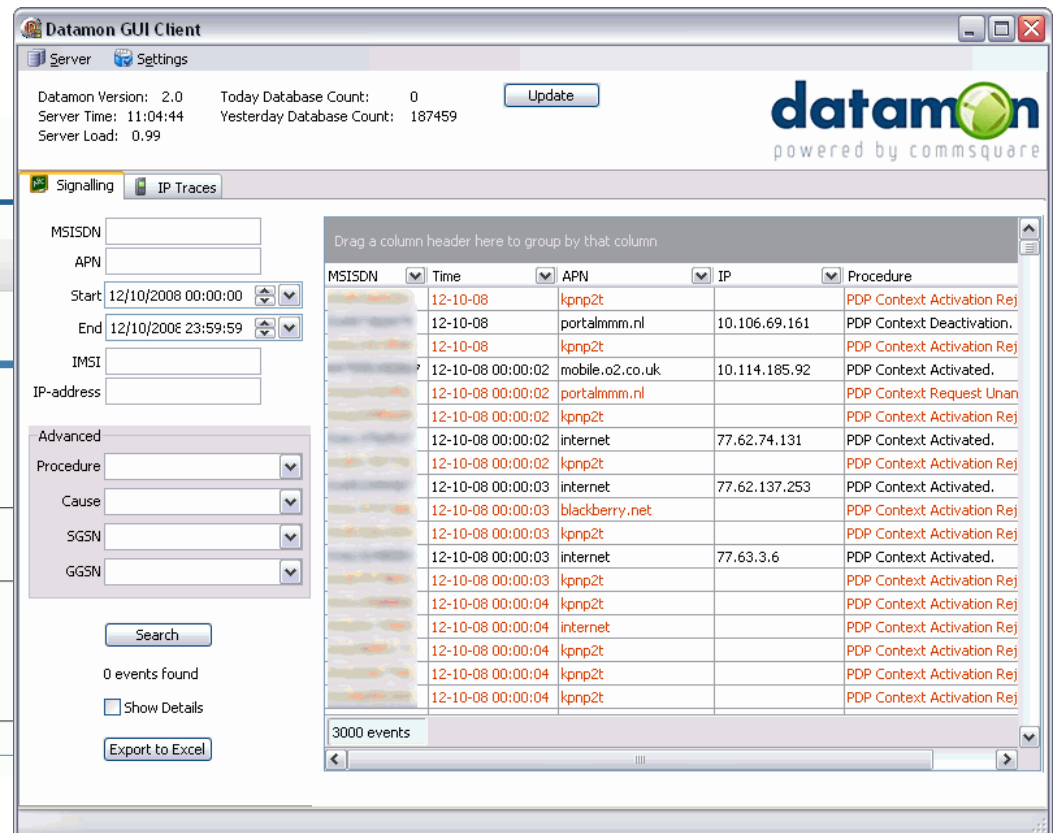 Datamon GUI Client
Server Settings
Datamon Version: 2.0 Today Database Count: 0 Update
Server Time: 11:04:44 Yesterday Database Count: 187459
Server Load: 0.99
datamon
powered by commsquare
Signalling IP Traces
MSISDN
APN
Start 12/10/2008 00:00:00
End 12/10/2008 23:59:59
IMSI
IP-address
Advanced
Procedure
Cause
SGSN
GGSN
Search
0 events found
Show Details
Export to Excel
Drag a column header here to group by that column
MSISDN Time APN IP Procedure
12-10-08 kpnp2t PDP Context Activation Rej
12-10-08 portalmmm.nl 10.106.69.161 PDP Context Deactivation.
12-10-08 kpnp2t PDP Context Activation Rej
7 12-10-08 00:00:02 mobile.o2.co.uk 10.114.185.92 PDP Context Activated.
12-10-08 00:00:02 portalmmm.nl PDP Context Request Unan
12-10-08 00:00:02 kpnp2t PDP Context Activation Rej
12-10-08 00:00:02 internet 77.62.74.131 PDP Context Activated.
12-10-08 00:00:02 kpnp2t PDP Context Activation Rej
12-10-08 00:00:03 internet 77.62.137.253 PDP Context Activated.
12-10-08 00:00:03 blackberry.net PDP Context Activation Rej
12-10-08 00:00:03 kpnp2t PDP Context Activation Rej
12-10-08 00:00:03 internet 77.63.3.6 PDP Context Activated.
12-10-08 00:00:03 kpnp2t PDP Context Activation Rej
12-10-08 00:00:04 kpnp2t PDP Context Activation Rej
12-10-08 00:00:04 internet PDP Context Activation Rej
12-10-08 00:00:04 kpnp2t PDP Context Activation Rej
12-10-08 00:00:04 kpnp2t PDP Context Activation Rej
12-10-08 00:00:04 kpnp2t PDP Context Activation Rej
3000 events